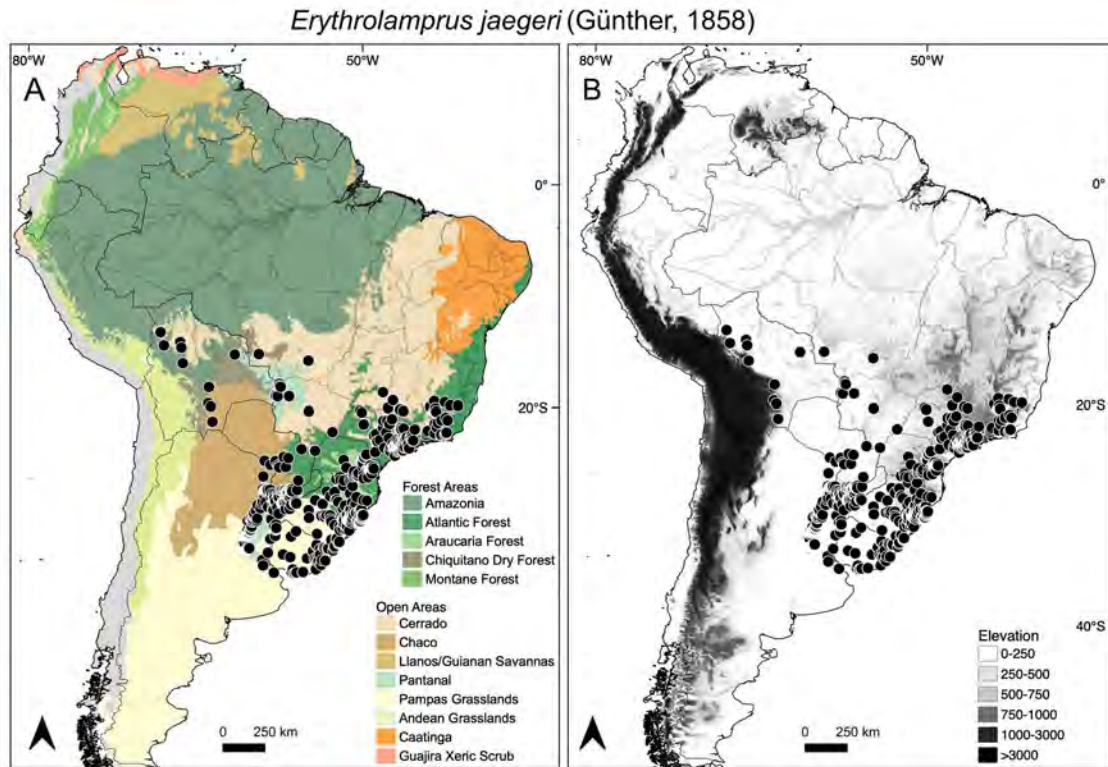 Erythrolamprus jaegeri (Günther, 1858)
80°W
50°W
A
0°
20°S
Forest Areas
Amazonia
Atlantic Forest
Araucaria Forest
Chiquitano Dry Forest
Montane Forest
Open Areas
Cerrado
Chaco
Llanos/Guianan Savannas
Pantanal
Pampas Grasslands
Andean Grasslands
Caatinga
Guajira Xeric Scrub
0 250 km
80°W
50°W
B
0°
20°S
40°S
Elevation
0-250
250-500
500-750
750-1000
1000-3000
>3000
0 250 km